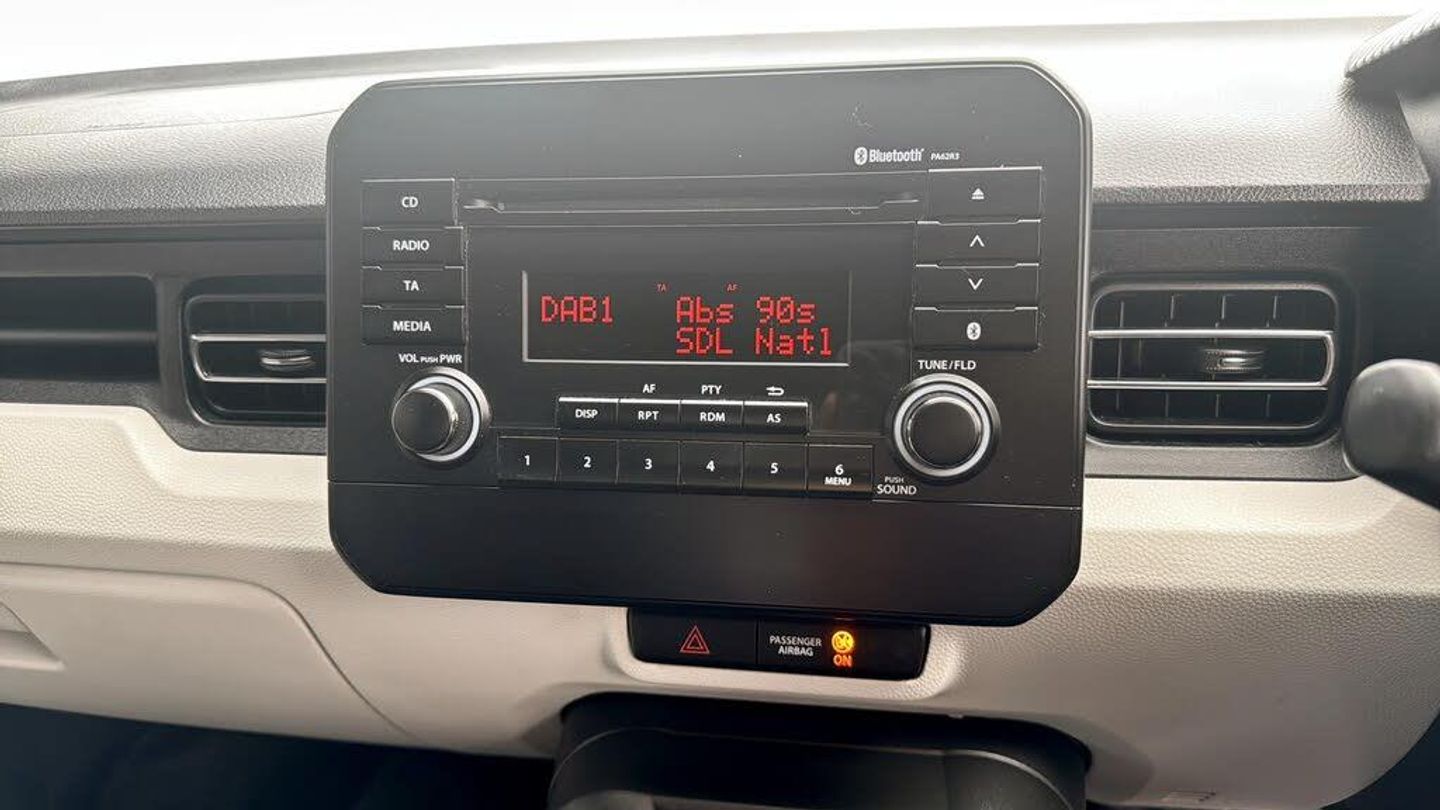 Bluetooth PA62R3
CD
RADIO
TA
MEDIA
TA AF
DAB1 Abs 90s
SDL Natl
VOL PUSH PWR
TUNE/FLD
AF PTY
DISP RPT RDM AS
1 2 3 4 5 6
MENU
PUSH
SOUND
PASSENGER
AIRBAG
ON